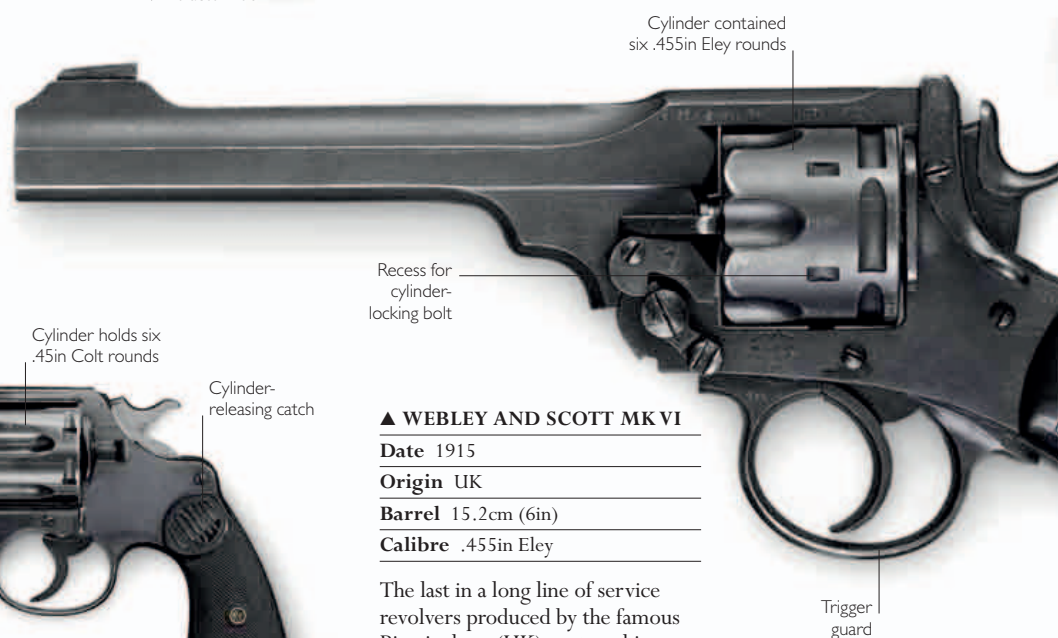 Cylinder contained
six .455in Eley rounds
Recess for
cylinder-
locking bolt
Cylinder holds six
.45in Colt rounds
Cylinder-
releasing catch
▲ WEBLEY AND SCOTT MK VI
Date 1915
Origin UK
Barrel 15.2cm (6in)
Calibre .455in Eley
The last in a long line of service
revolvers produced by the famous
Trigger
guard